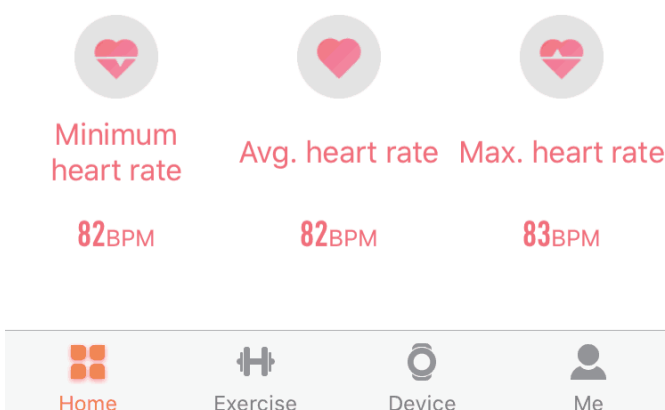 Minimum
heart rate
Avg. heart rate
Max. heart rate
82BPM
82BPM
83BPM
Home
Exercise
Device
Me